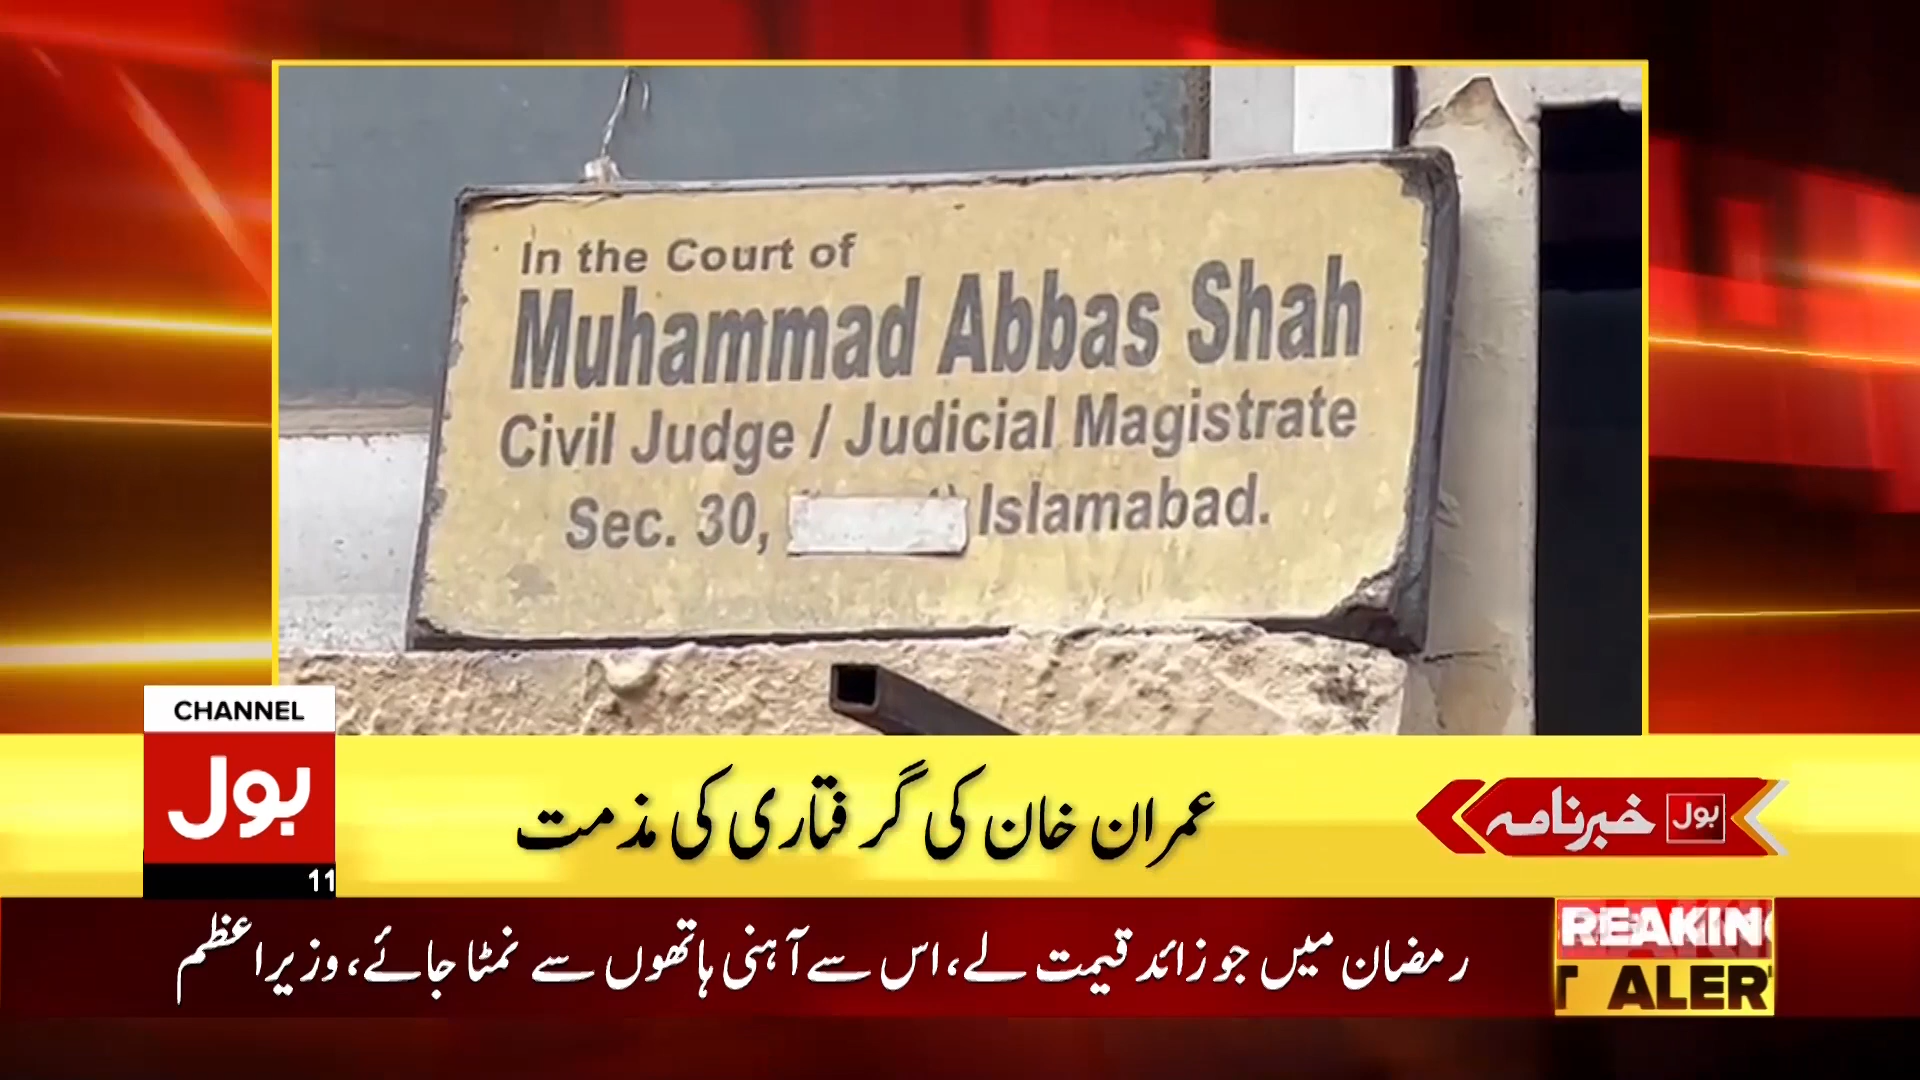 In the Court of
Muhammad Abbas Shah
Civil Judge / Judicial Magistrate
Sec. 30, Islamabad.
CHANNEL
بول
11
عمران خان کی گرفتاری کی مذمت
بول خبرنامہ
رمضان میں جو زائد قیمت لے، اس سے آہنی ہاتھوں سے نمٹا جائے، وزیراعظم
REAKIN
T ALER